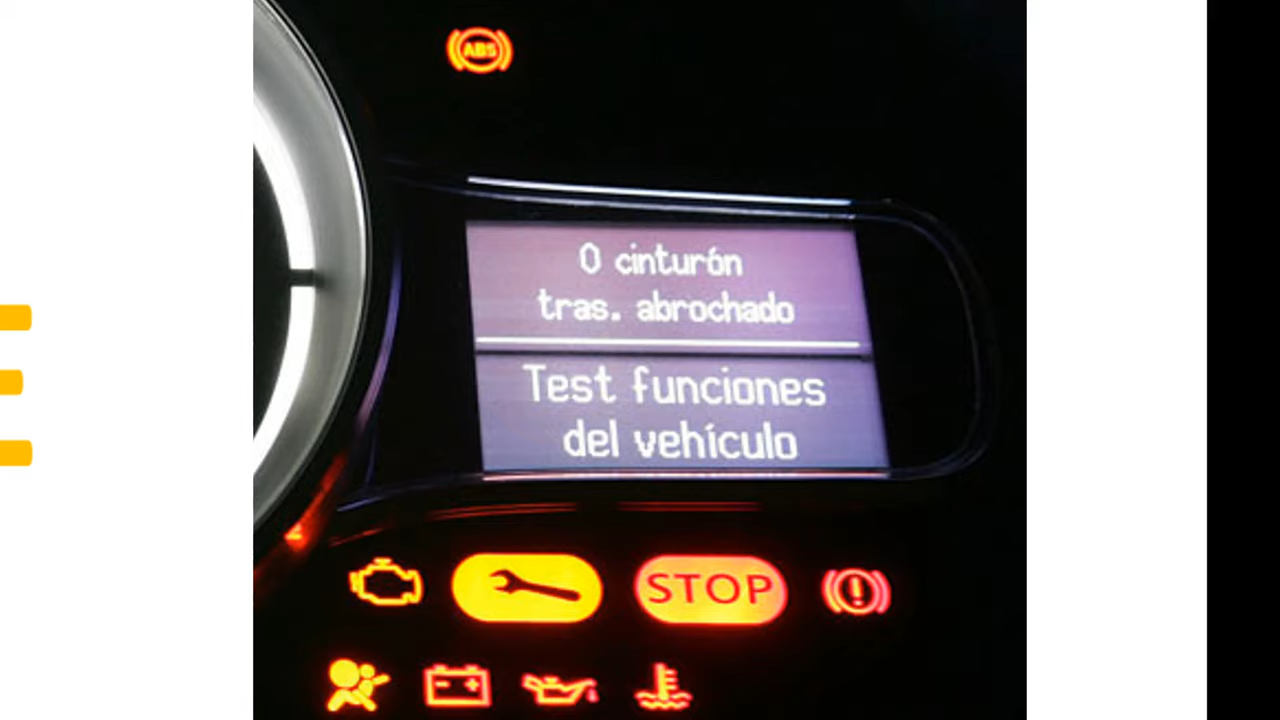 ABS
0 cinturón
tras. abrochado
Test funciones
del vehículo
STOP